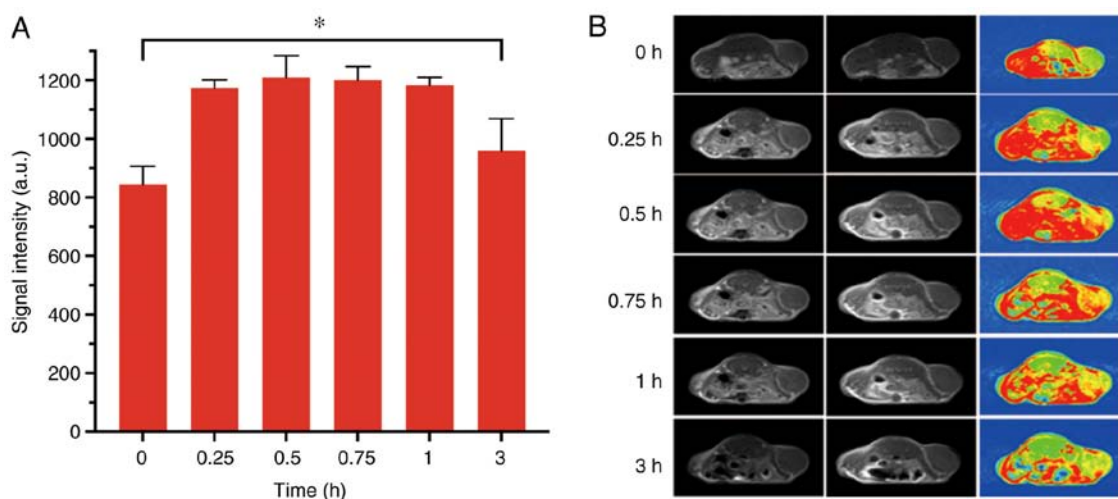 A
*
1200
1000
800
600
400
200
0
Signal intensity (a.u.)
0 0.25 0.5 0.75 1 3
Time (h)
B
0 h
0.25 h
0.5 h
0.75 h
1 h
3 h